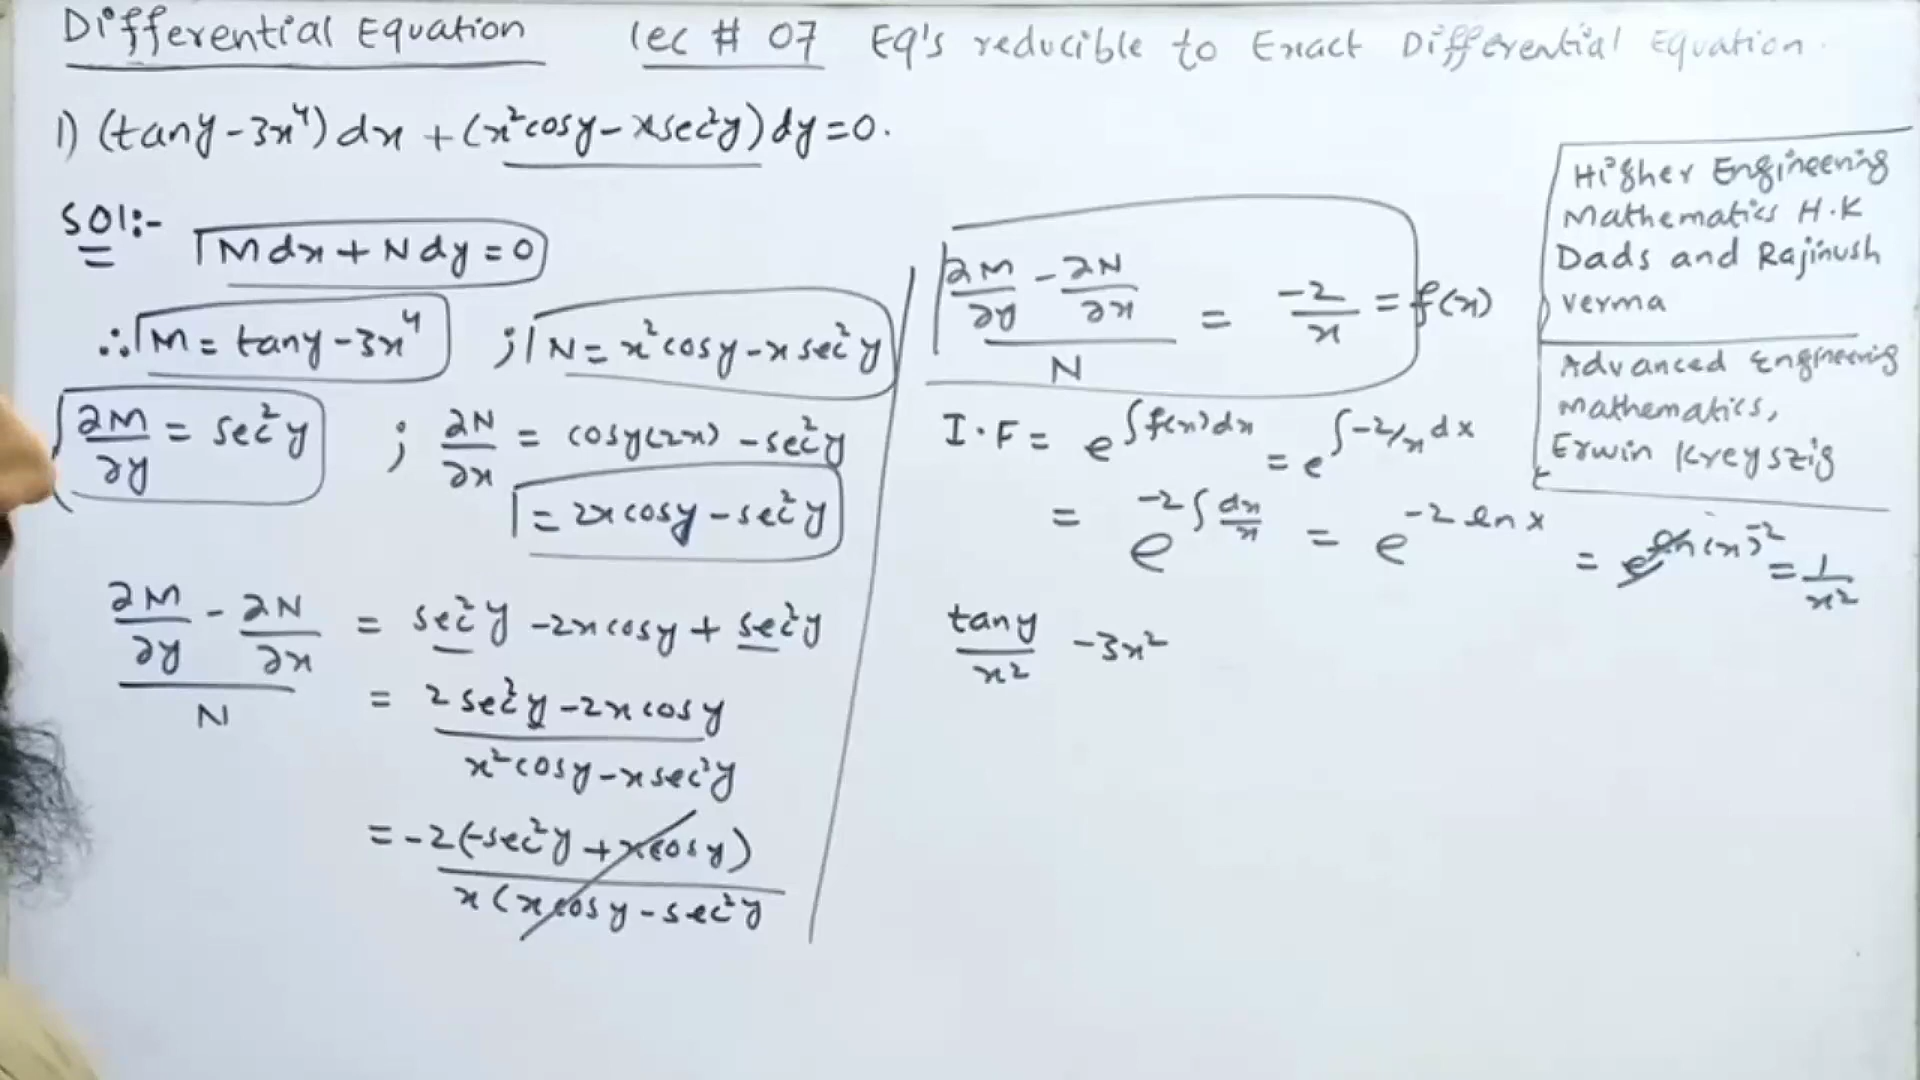 Differential Equation lec # 07 Eq's reducible to Exact Differential Equation.
1) (tany - 3x⁴) dx + (x²cosy - xsec²y) dy = 0.
SOl:-
Mdx + Ndy = 0
∴ M = tany - 3x⁴ ; N = x²cosy - x sec²y
∂M/∂y = sec²y ; ∂N/∂x = cosy(2x) - sec²y
= 2xcosy - sec²y
(∂M/∂y - ∂N/∂x)/N = sec²y - 2xcosy + sec²y
= (2sec²y - 2xcosy)/(x²cosy - xsec²y)
= -2(-sec²y + xcosy)/x(xcosy - sec²y
(∂M/∂y - ∂N/∂x)/N = -2/x = f(x)
I.F = e^∫f(x)dx = e^∫-2/x dx
= e^-2∫dx/x = e^-2 ln x = e^ln(x)^-2 = 1/x²
tany/x² - 3x²
Higher Engineering
Mathematics H.K
Dads and Rajinush
verma
Advanced Engineering
mathematics,
Erwin Kreyszig